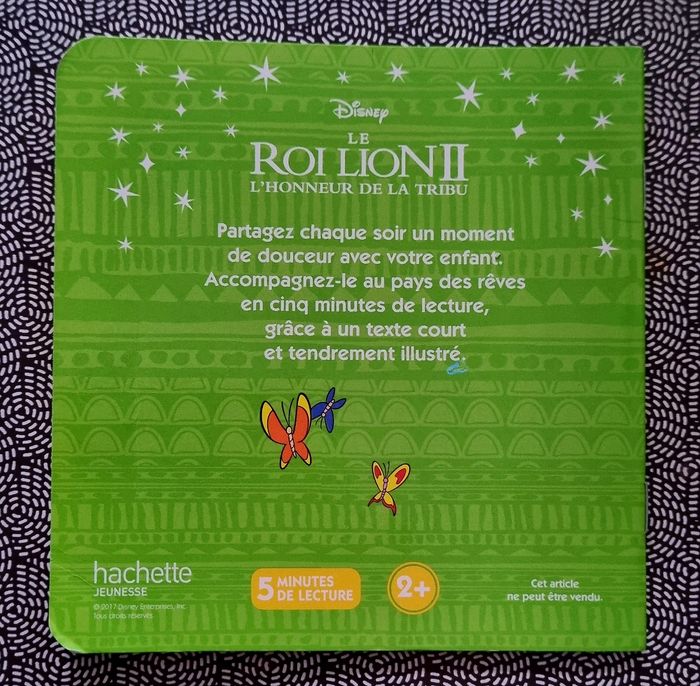 Disney
LE
ROI LION II
L'HONNEUR DE LA TRIBU
Partagez chaque soir un moment
de douceur avec votre enfant.
Accompagnez-le au pays des rêves
en cinq minutes de lecture,
grâce à un texte court
et tendrement illustré.
hachette
JEUNESSE
© 2017 Disney Enterprises, Inc.
Tous droits réservés
5 MINUTES
DE LECTURE
2+
Cet article
ne peut être vendu.